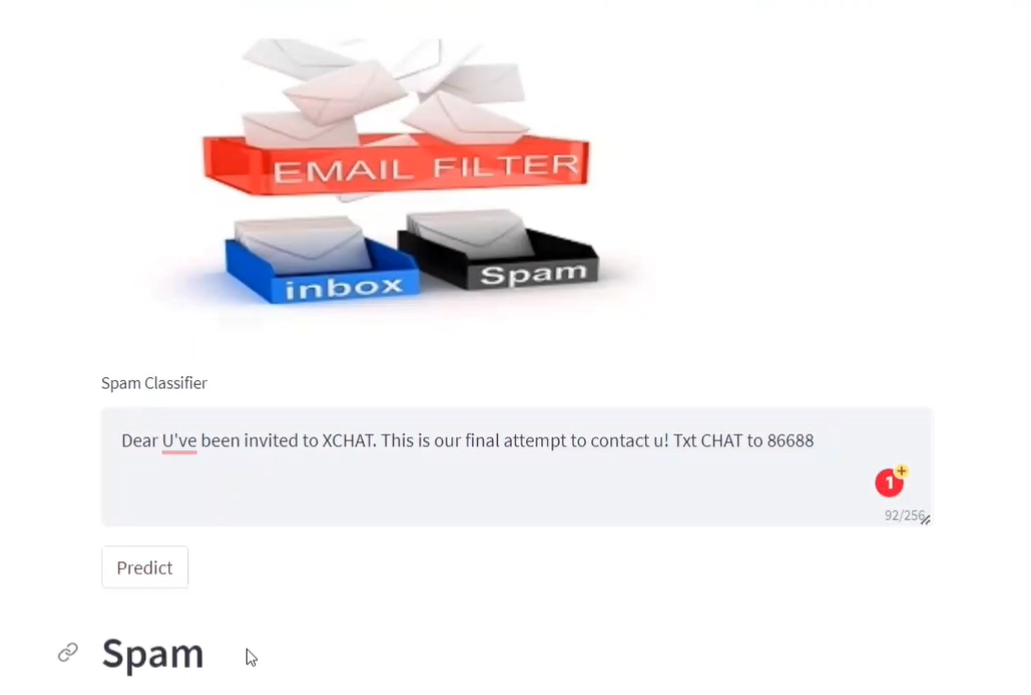 EMAIL FILTER
inbox
Spam
Spam Classifier
Dear U've been invited to XCHAT. This is our final attempt to contact u! Txt CHAT to 86688
1
92/256
Predict
Spam